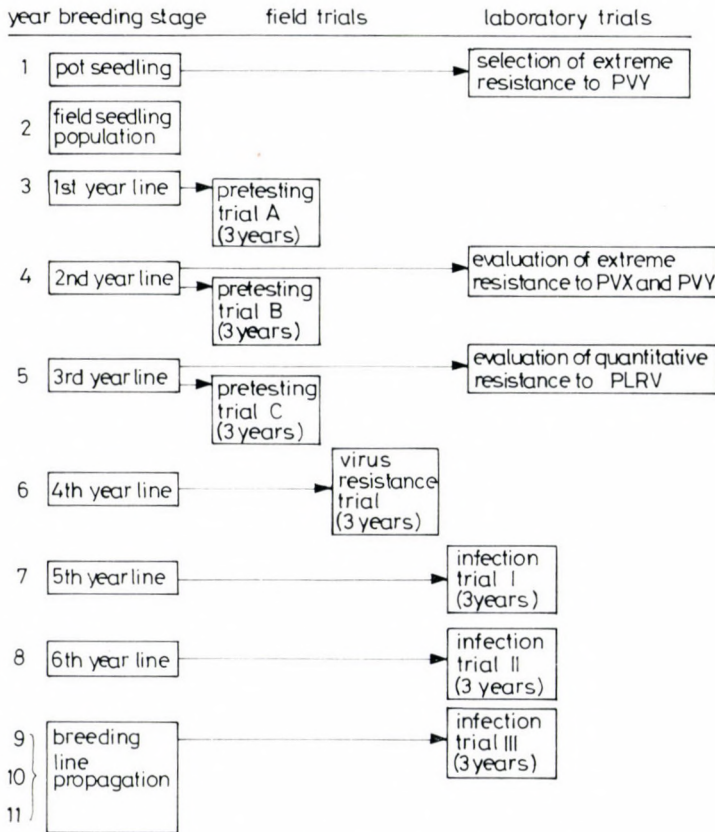 year breeding stage field trials laboratory trials
1 pot seedling
selection of extreme
resistance to PVY
2 field seedling
population
3 1st year line
pretesting
trial A
(3 years)
4 2nd year line
pretesting
trial B
(3 years)
evaluation of extreme
resistance to PVX and PVY
5 3rd year line
pretesting
trial C
(3 years)
evaluation of quantitative
resistance to PLRV
6 4th year line
virus
resistance
trial
(3 years)
7 5th year line
infection
trial I
(3years)
8 6th year line
infection
trial II
(3 years)
9
10
11
breeding
line
propagation
infection
trial III
(3years)